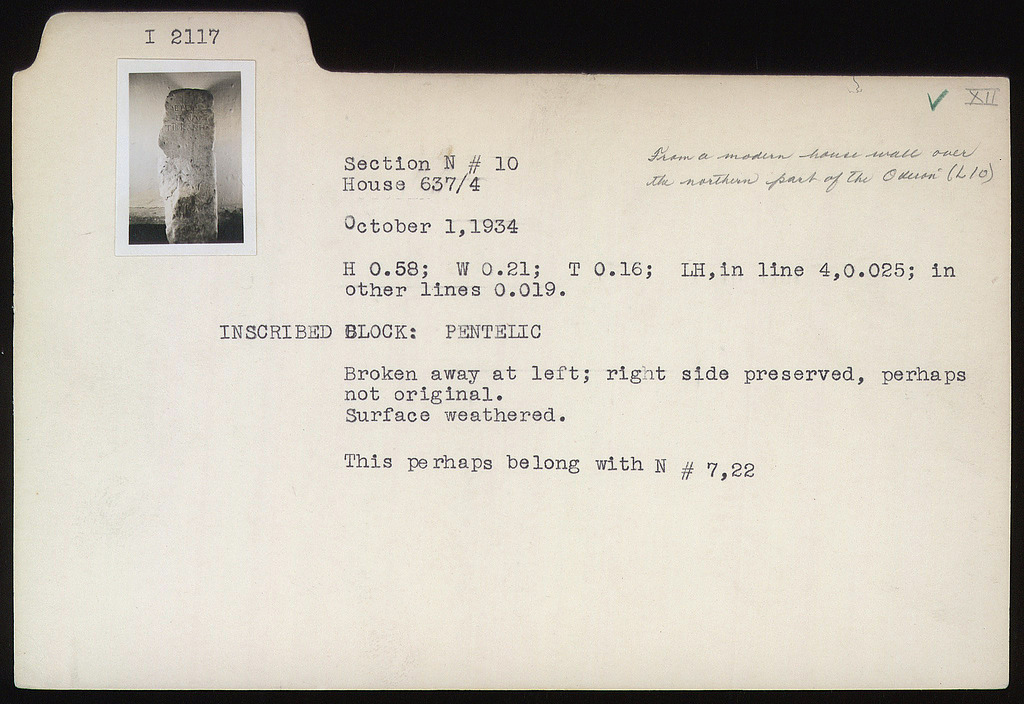 I 2117
XII
From a modern house wall over
the northern part of the Odeion (L 10)
Section N # 10
House 637/4
October 1,1934
H 0.58; W 0.21; T 0.16; LH,in line 4,0.025; in
other lines 0.019.
INSCRIBED BLOCK: PENTELIC
Broken away at left; right side preserved, perhaps
not original.
Surface weathered.
This perhaps belong with N # 7,22